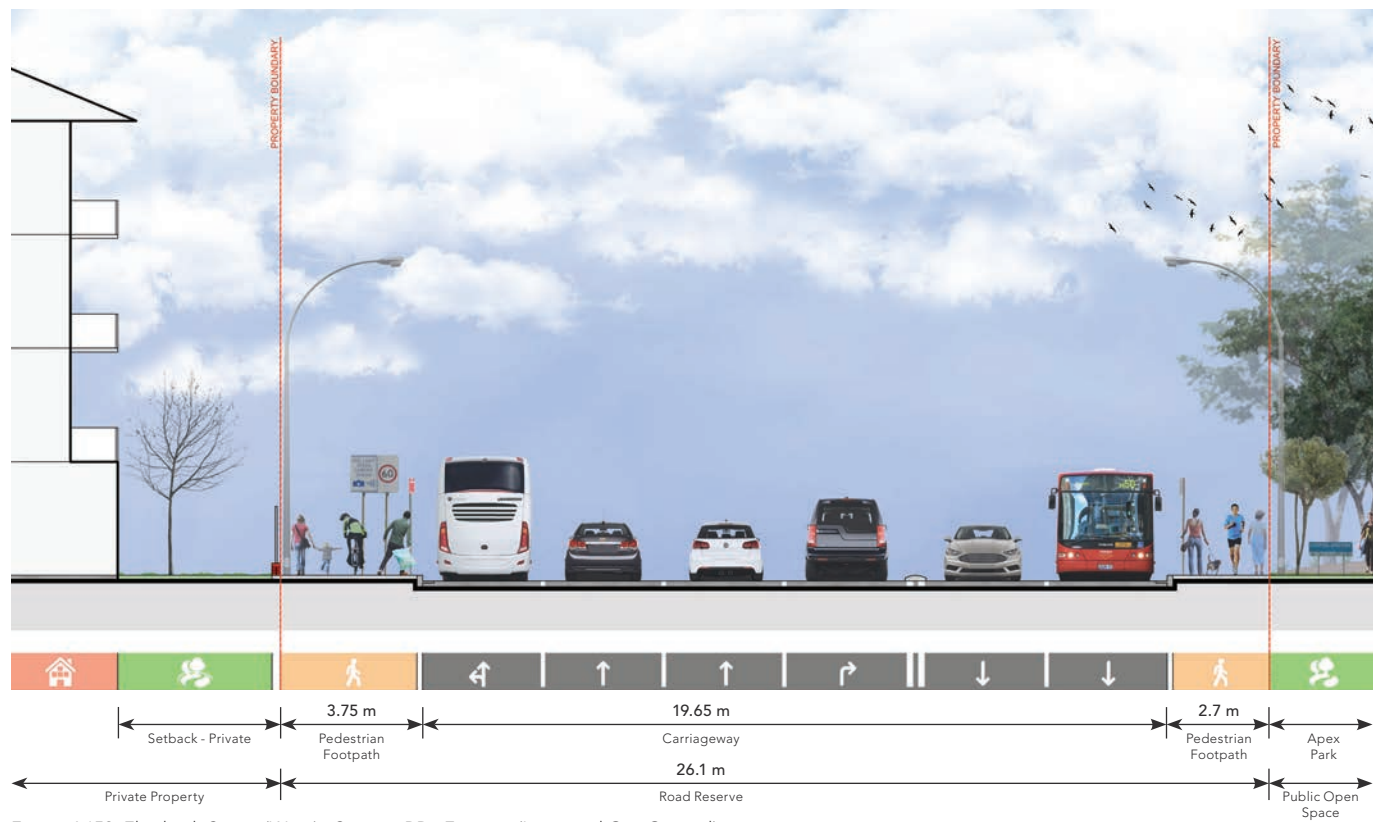 PROPERTY BOUNDARY
PROPERTY BOUNDARY
60
3.75 m
19.65 m
2.7 m
Setback - Private
Pedestrian
Footpath
Carriageway
Pedestrian
Footpath
Apex
Park
26.1 m
Private Property
Road Reserve
Public Open
Space